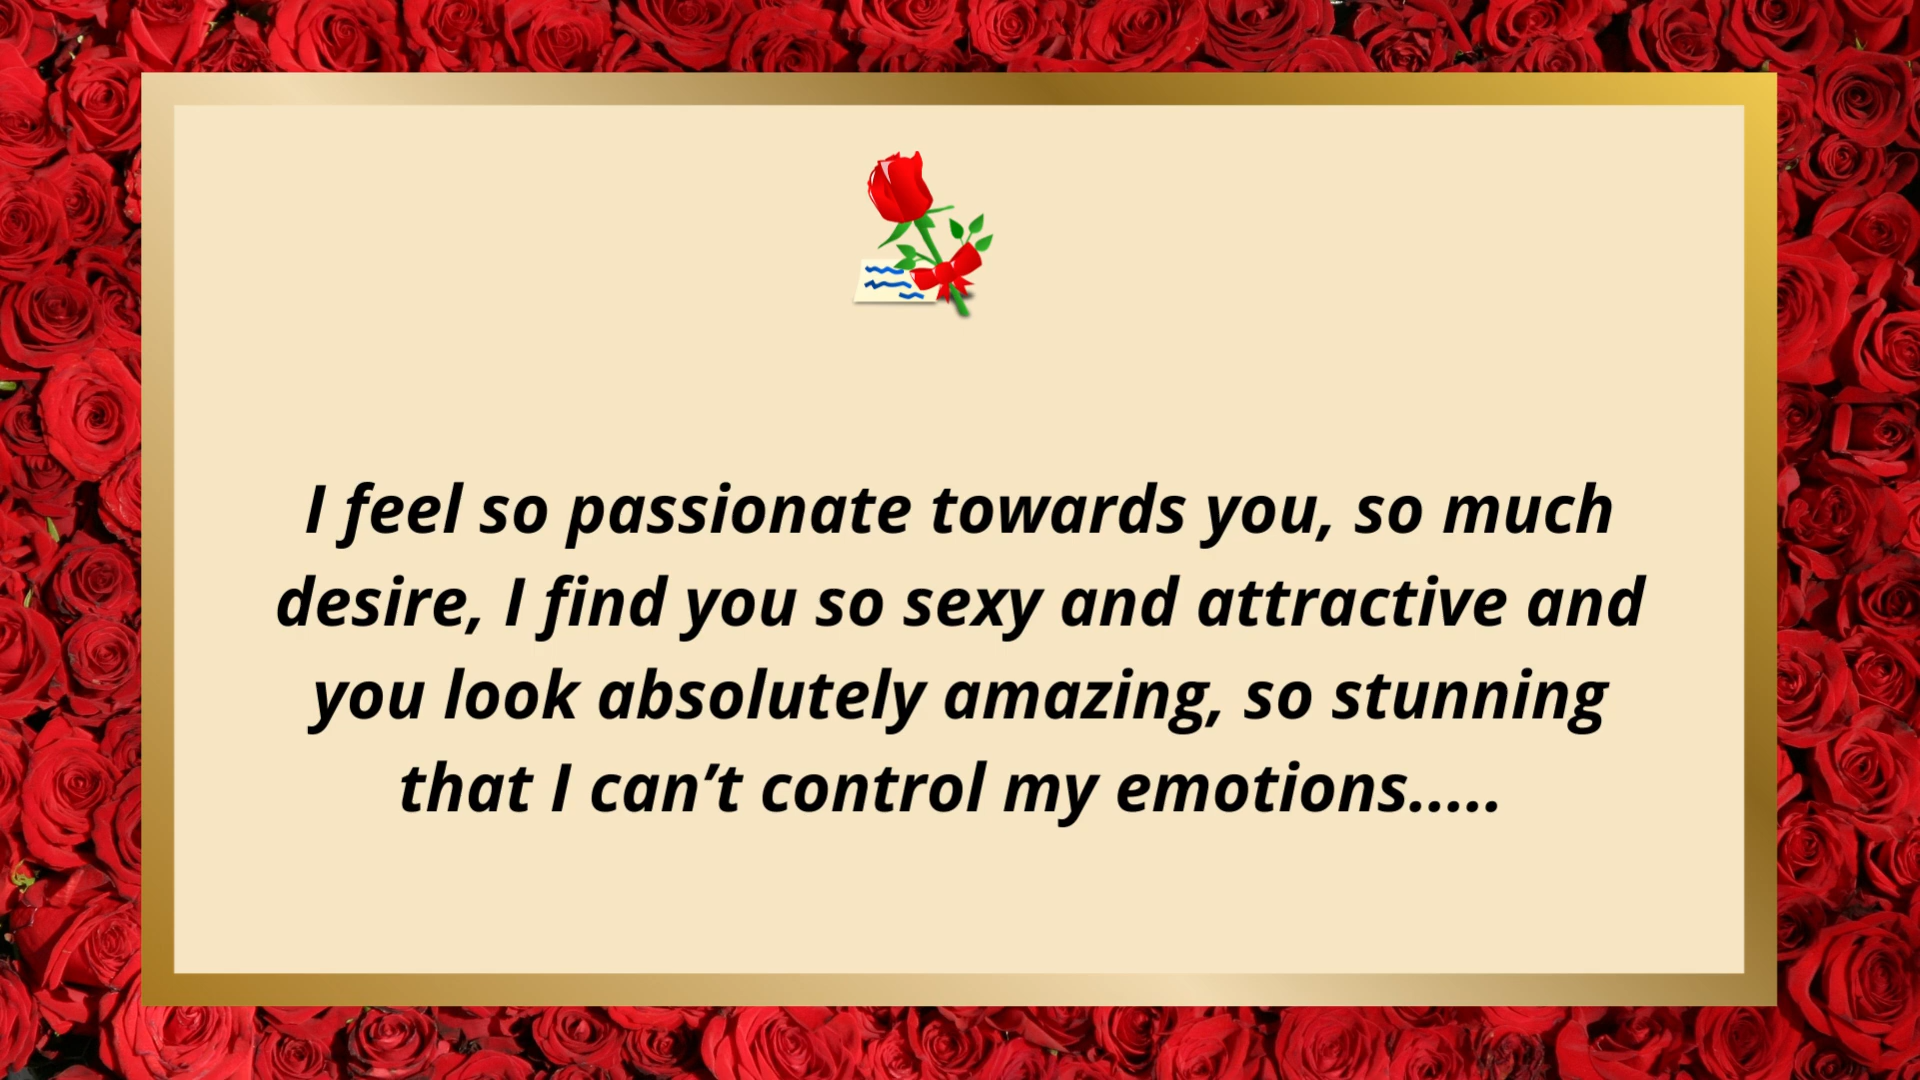 I feel so passionate towards you, so much
desire, I find you so sexy and attractive and
you look absolutely amazing, so stunning
that I can’t control my emotions.....